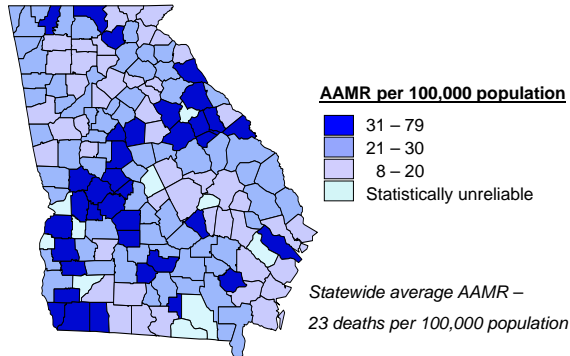 AAMR per 100,000 population
31 – 79
21 – 30
8 – 20
Statistically unreliable
Statewide average AAMR –
23 deaths per 100,000 population